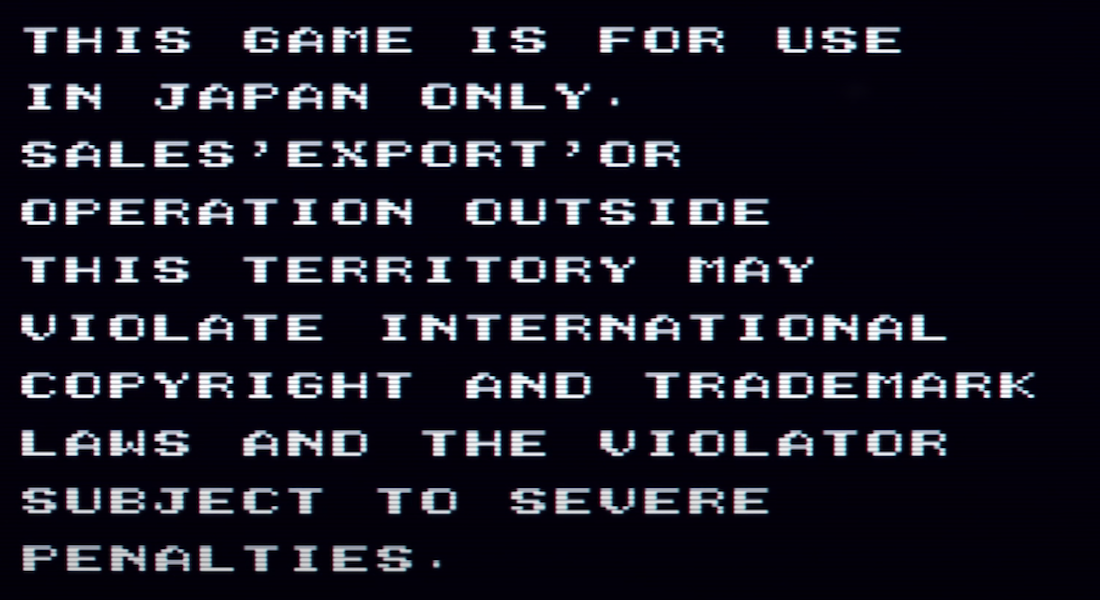 THIS GAME IS FOR USE
IN JAPAN ONLY.
SALES'EXPORT'OR
OPERATION OUTSIDE
THIS TERRITORY MAY
VIOLATE INTERNATIONAL
COPYRIGHT AND TRADEMARK
LAWS AND THE VIOLATOR
SUBJECT TO SEVERE
PENALTIES.